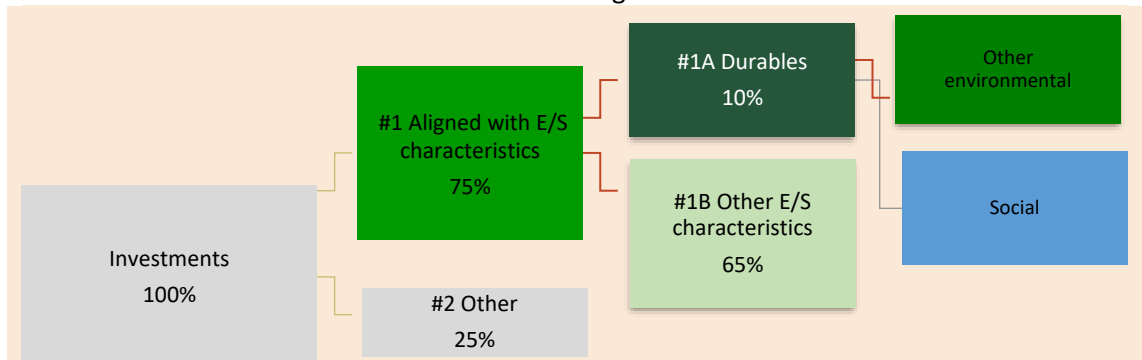 Investments
100%
#1 Aligned with E/S
characteristics
75%
#2 Other
25%
#1A Durables
10%
#1B Other E/S
characteristics
65%
Other
environmental
Social